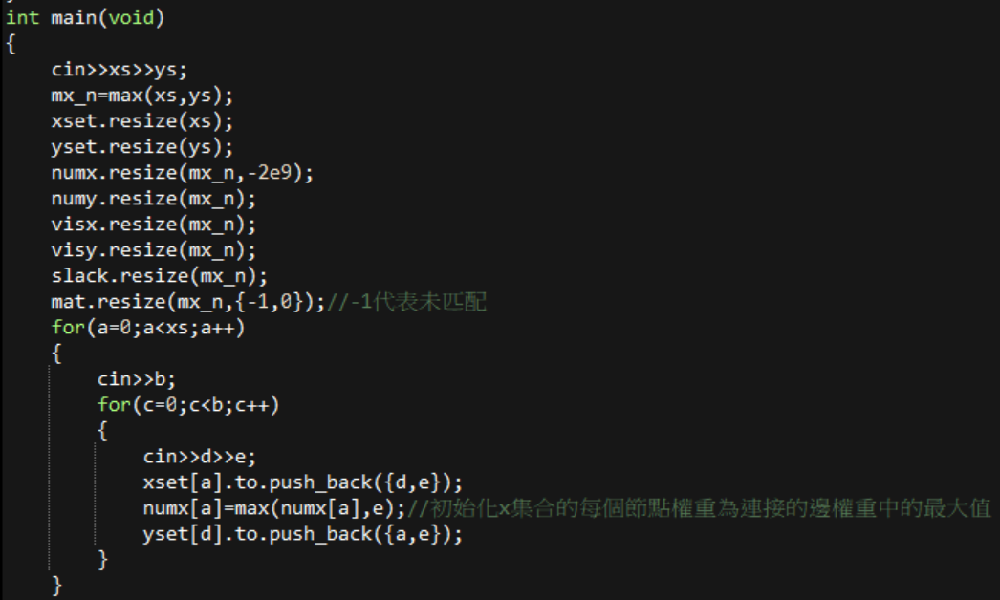 int main(void)
{
    cin>>xs>>ys;
    mx_n=max(xs,ys);
    xset.resize(xs);
    yset.resize(ys);
    numx.resize(mx_n,-2e9);
    numy.resize(mx_n);
    visx.resize(mx_n);
    visy.resize(mx_n);
    slack.resize(mx_n);
    mat.resize(mx_n,{-1,0});//-1代表未匹配
    for(a=0;a<xs;a++)
    {
        cin>>b;
        for(c=0;c<b;c++)
        {
            cin>>d>>e;
            xset[a].to.push_back({d,e});
            numx[a]=max(numx[a],e);//初始化x集合的每個節點權重為連接的邊權重中的最大值
            yset[d].to.push_back({a,e});
        }
    }